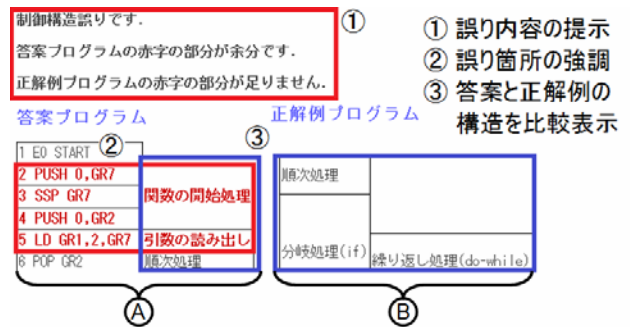 制御構造誤りです.
①
答案プログラムの赤字の部分が余分です.
正解例プログラムの赤字の部分が足りません.
① 誤り内容の提示
② 誤り箇所の強調
③ 答案と正解例の
構造を比較表示
答案プログラム
正解例プログラム
③
1 EO START
②
2 PUSH 0,GR7
3 SSP GR7
関数の開始処理
4 PUSH 0,GR2
5 LD GR1,2,GR7
引数の読み出し
6 POP GR2
順次処理
順次処理
分岐処理(if)
繰り返し処理(do-while)
Ⓐ
Ⓑ